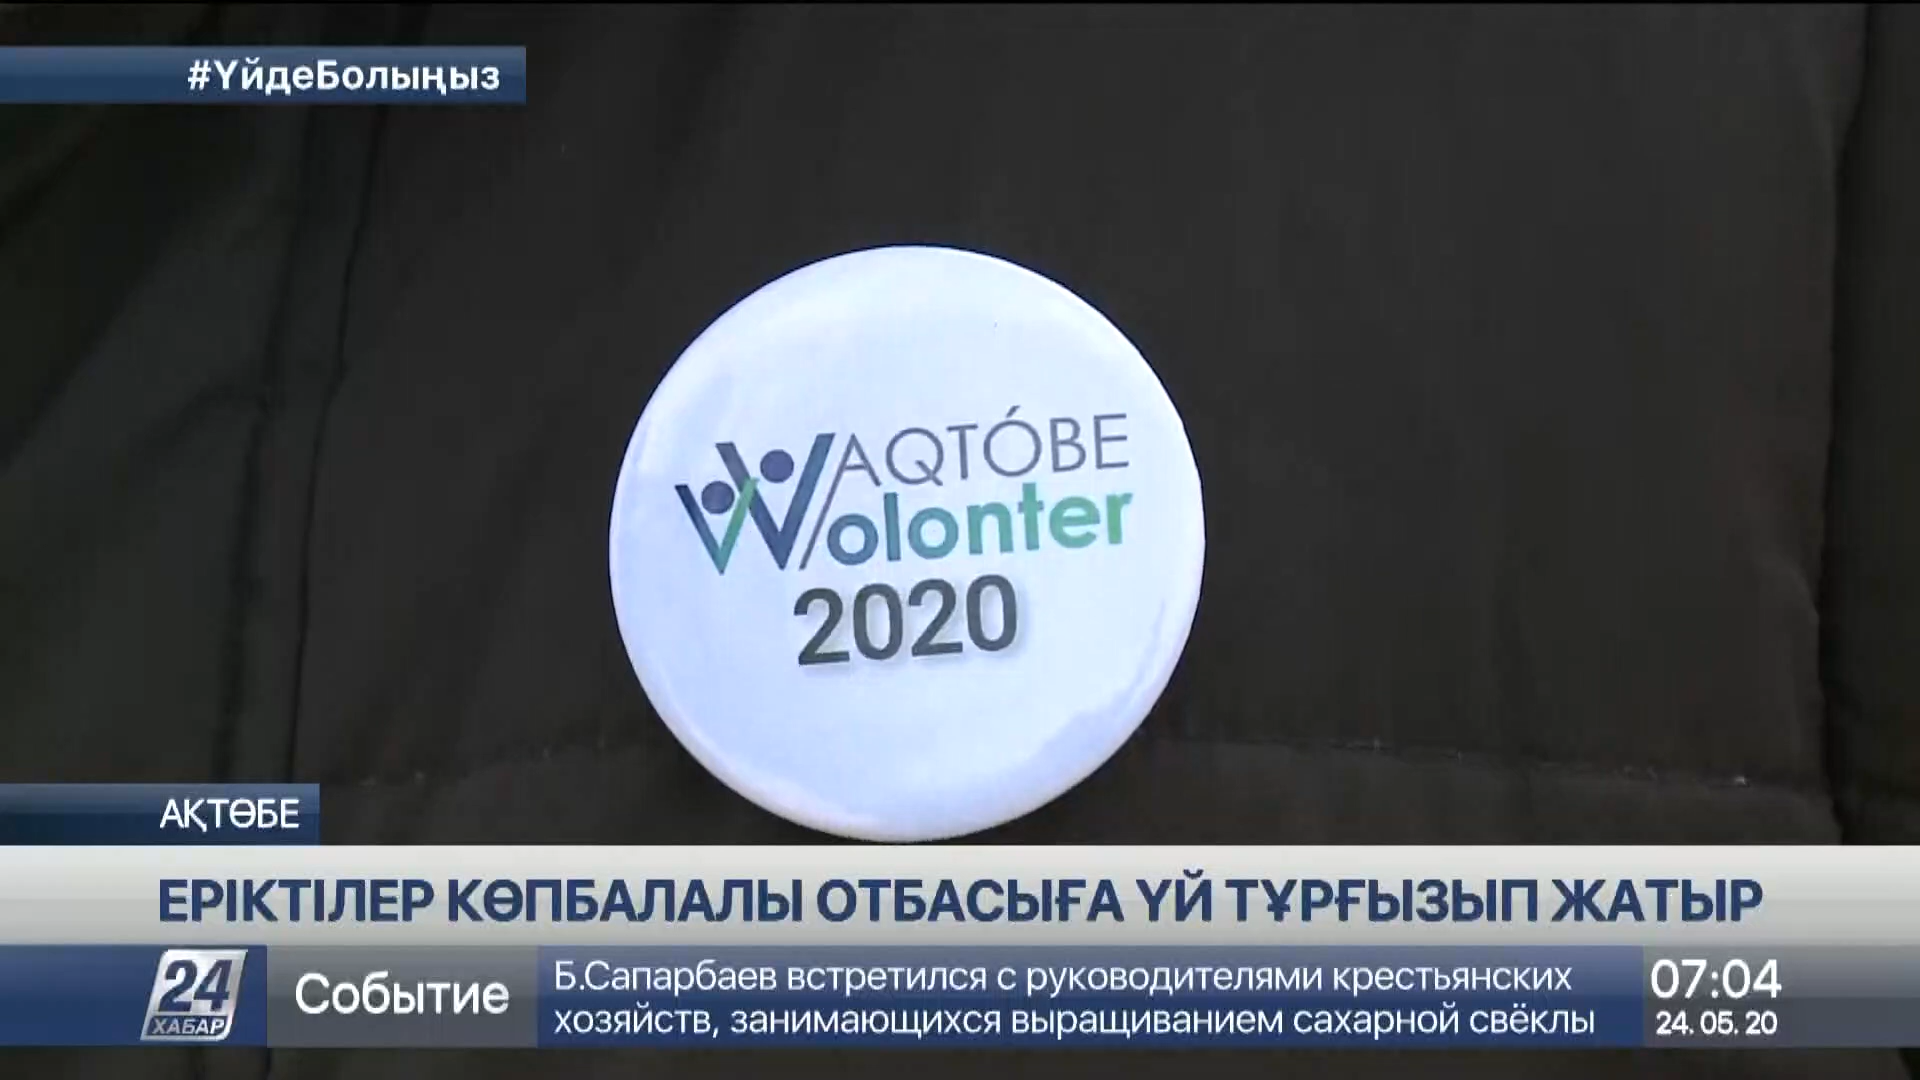 #ҮйдеБолыңыз
AQTÓBE
Volonter
2020
АҚТӨБЕ
ЕРІКТІЛЕР КӨПБАЛАЛЫ ОТБАСЫҒА ҮЙ ТҰРҒЫЗЫП ЖАТЫР
24
ХАБАР
Событие
Б.Сапарбаев встретился с руководителями крестьянских
хозяйств, занимающихся выращиванием сахарной свёклы
07:04
24. 05. 20